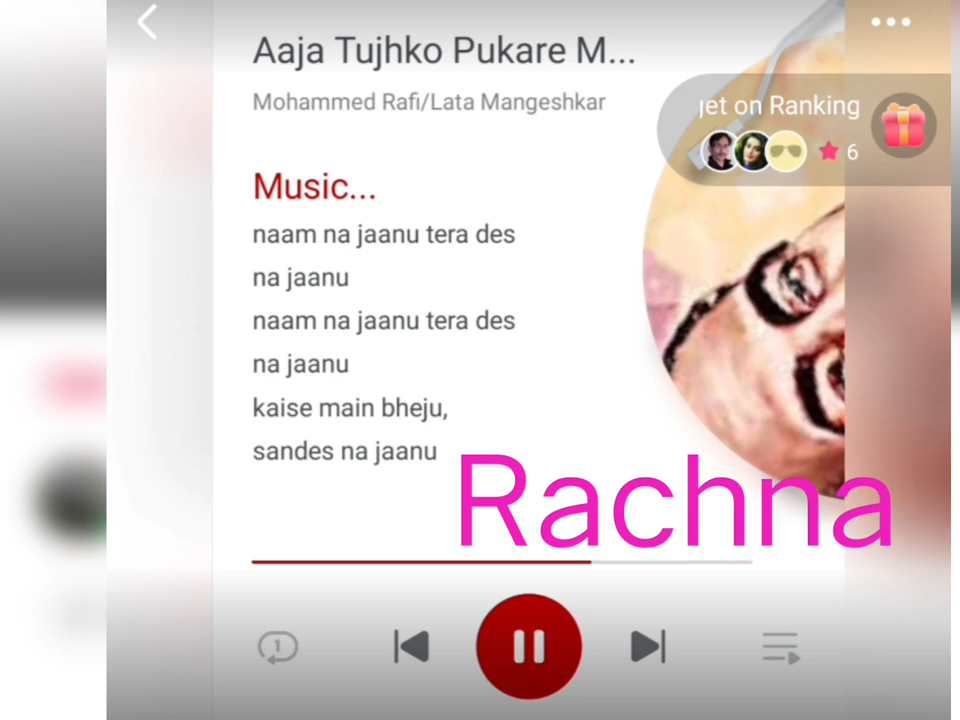 Aaja Tujhko Pukare M...
Mohammed Rafi/Lata Mangeshkar
on Ranking
6
Music...
naam na jaanu tera des
na jaanu
naam na jaanu tera des
na jaanu
kaise main bheju,
sandes na jaanu
Rachna
1